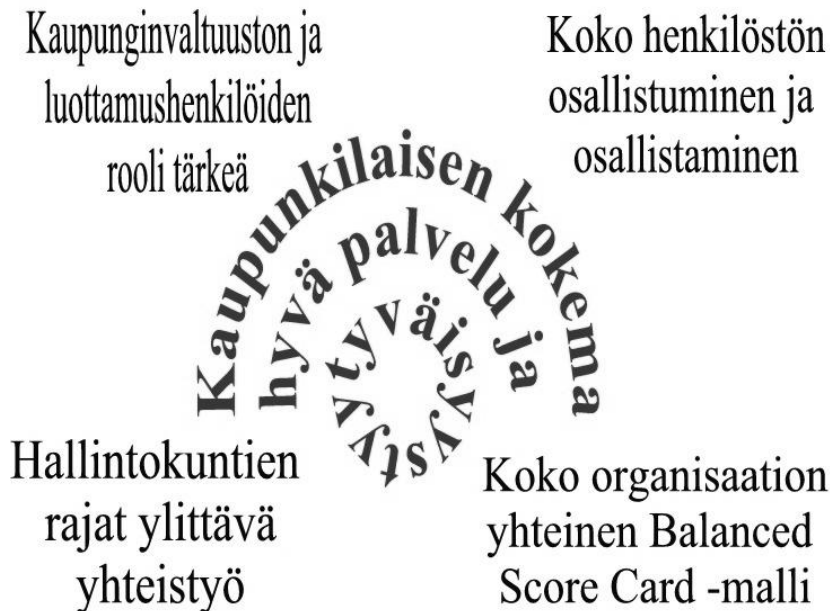 Kaupunginvaltuuston ja
luottamushenkilöiden
rooli tärkeä
Koko henkilöstön
osallistuminen ja
osallistaminen
Kaupunkilaisen kokema
hyvä palvelu ja
tyytyväisyys
Hallintokuntien
rajat ylittävä
yhteistyö
Koko organisaation
yhteinen Balanced
Score Card -malli